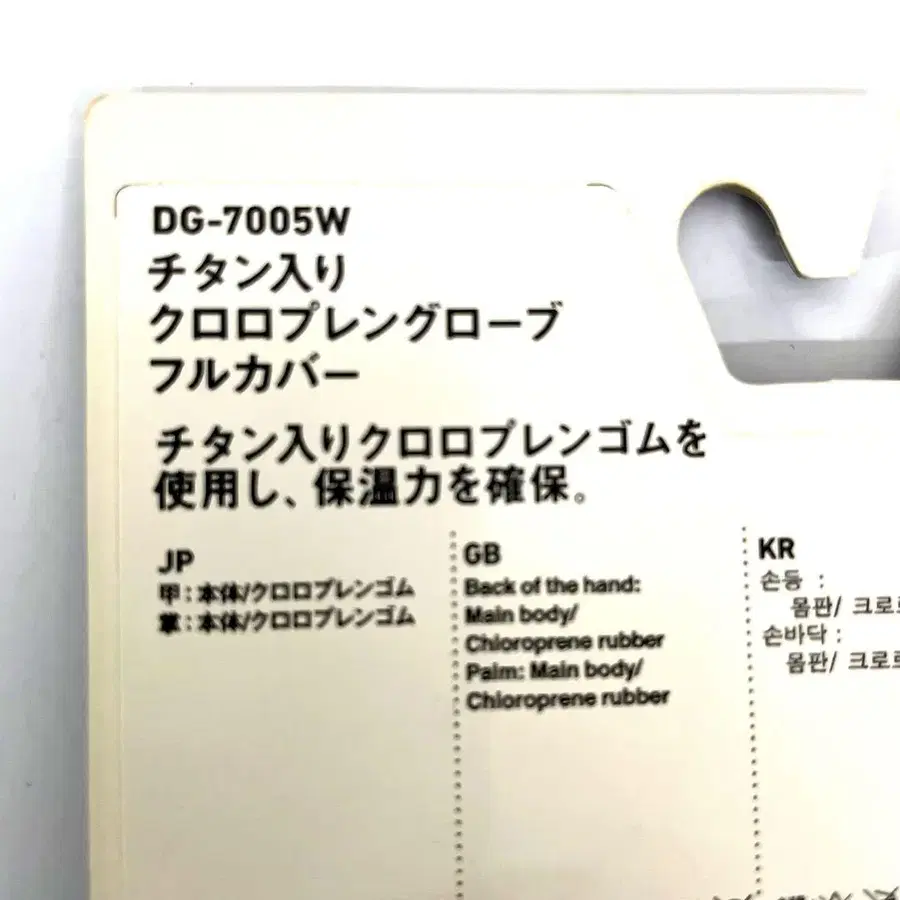 DG-7005W
チタン入り
クロロプレングローブ
フルカバー
チタン入りクロロプレンゴムを
使用し、保温力を確保。
JP
甲:本体/クロロプレンゴム
掌:本体/クロロプレンゴム
GB
Back of the hand:
Main body/
Chloroprene rubber
Palm: Main body/
Chloroprene rubber
KR
손등 :
몸판/ 크로
손바닥 :
몸판/ 크로